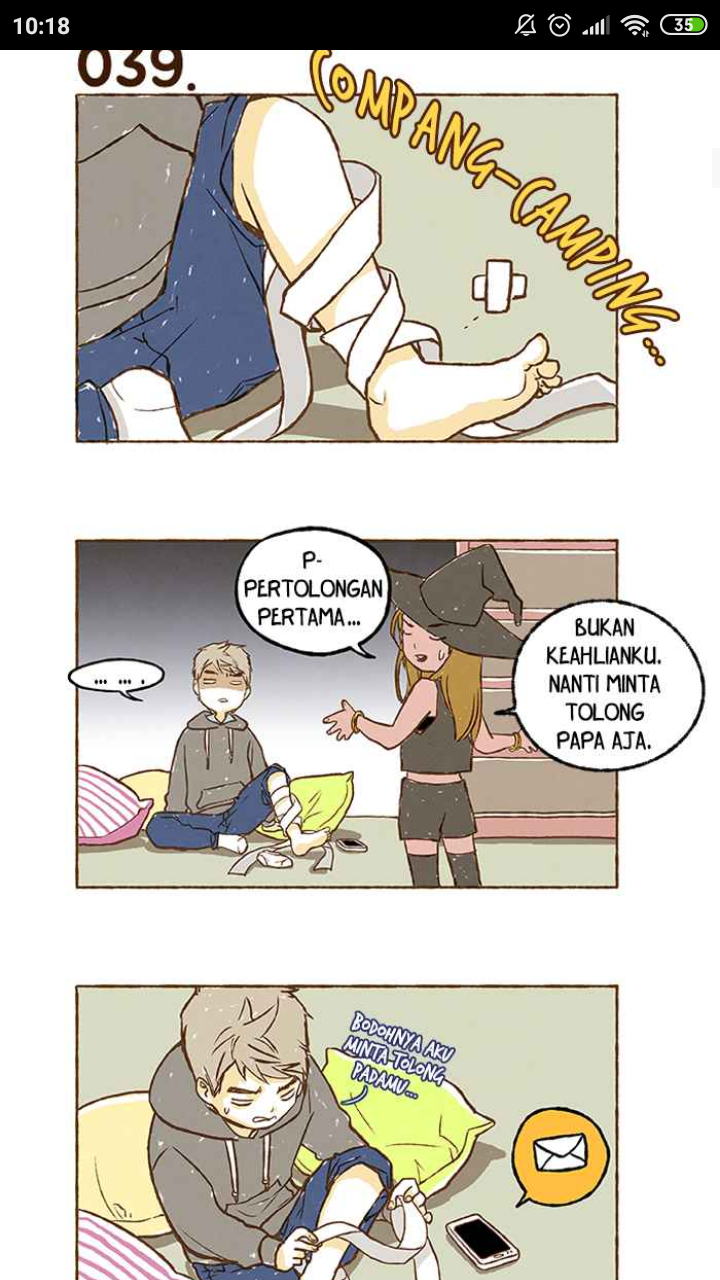 10:18
35
039.
COMPANG-CAMPING...
P-
PERTOLONGAN
PERTAMA...
... ... .
BUKAN
KEAHLIANKU.
NANTI MINTA
TOLONG
PAPA AJA.
BODOHNYA AKU
MINTA TOLONG
PADAMU...